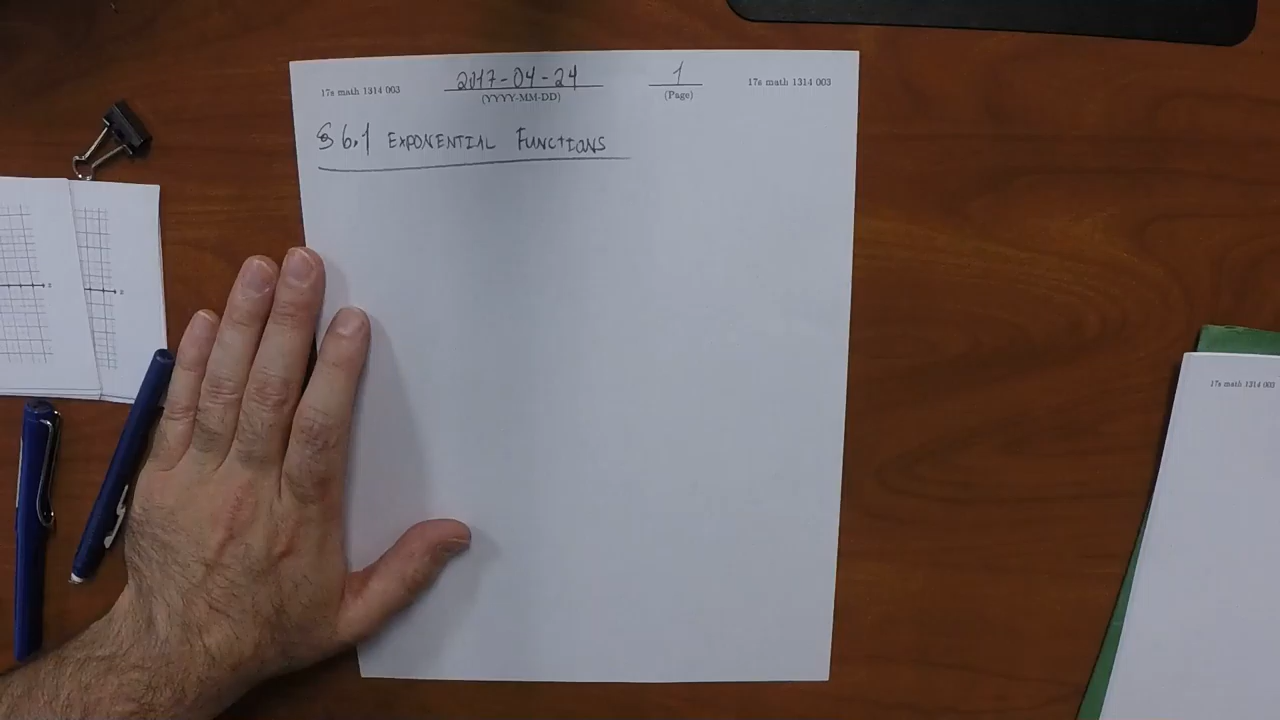 17s math 1314 003 2017-04-24 1 17s math 1314 003
(YYYY-MM-DD) (Page)
§ 6.1 EXPONENTIAL FUNCTIONS
17s math 1314 003